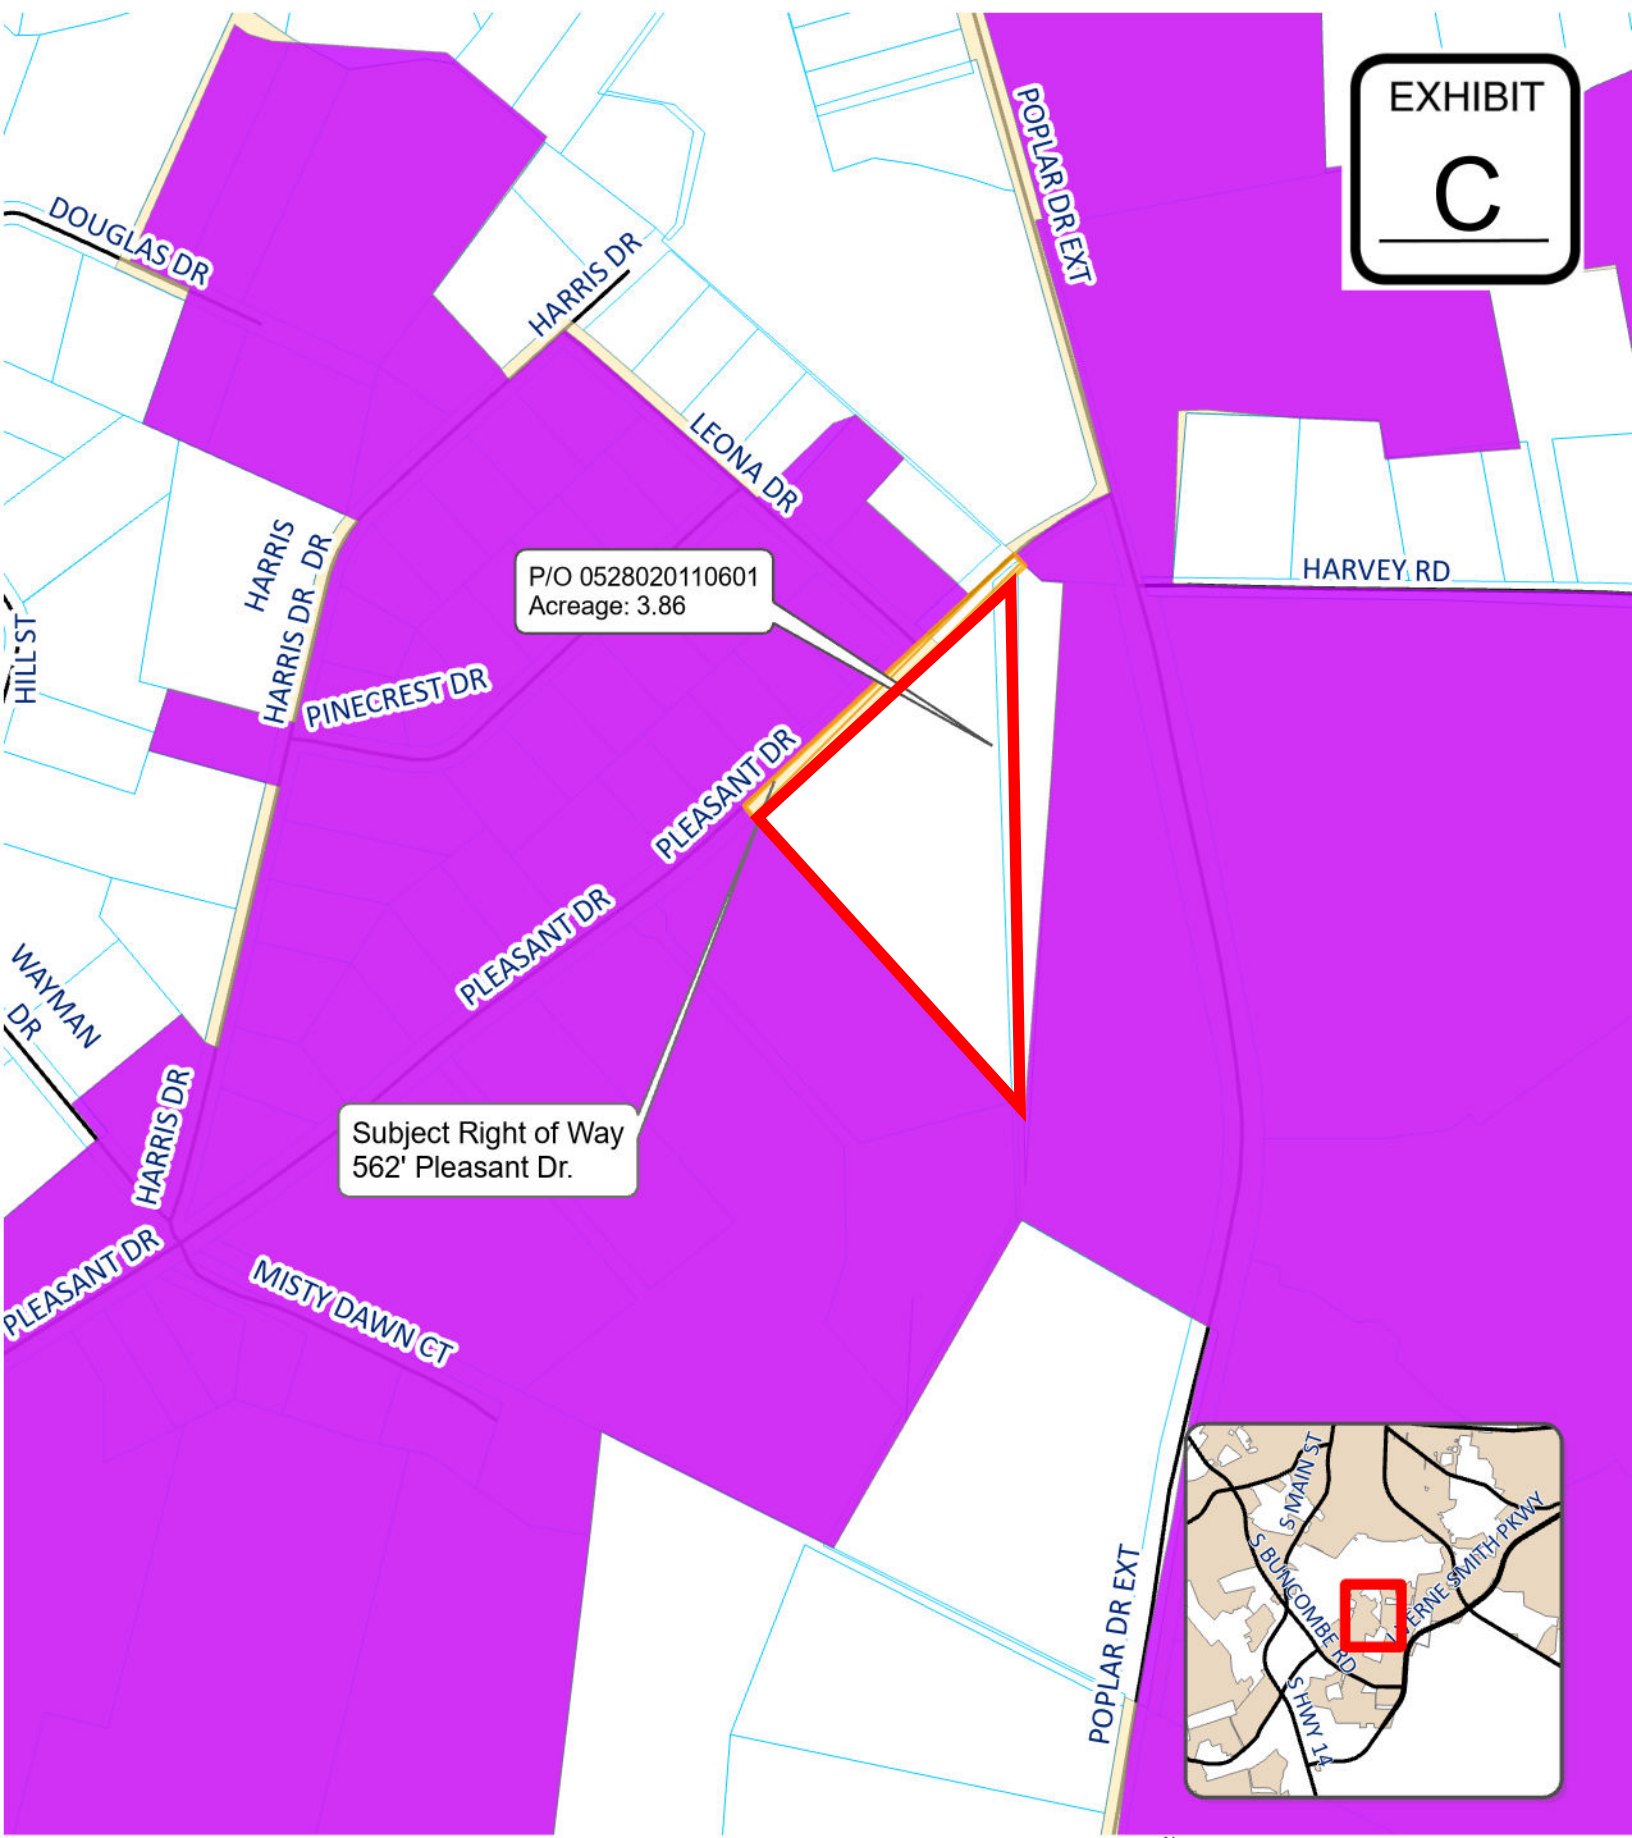 EXHIBIT
C
POPLAR DR EXT
DOUGLAS DR
HARRIS DR
LEONA DR
HARRIS
DR
HARRIS DR
HARVEY RD
P/O 0528020110601
Acreage: 3.86
HILL ST
PINECREST DR
PLEASANT DR
PLEASANT DR
WAYMAN
DR
HARRIS DR
Subject Right of Way
562' Pleasant Dr.
PLEASANT DR
MISTY DAWN CT
POPLAR DR EXT
S MAIN ST
S BUNCOMBE RD
VERNE SMITH PKWY
S HWY 14